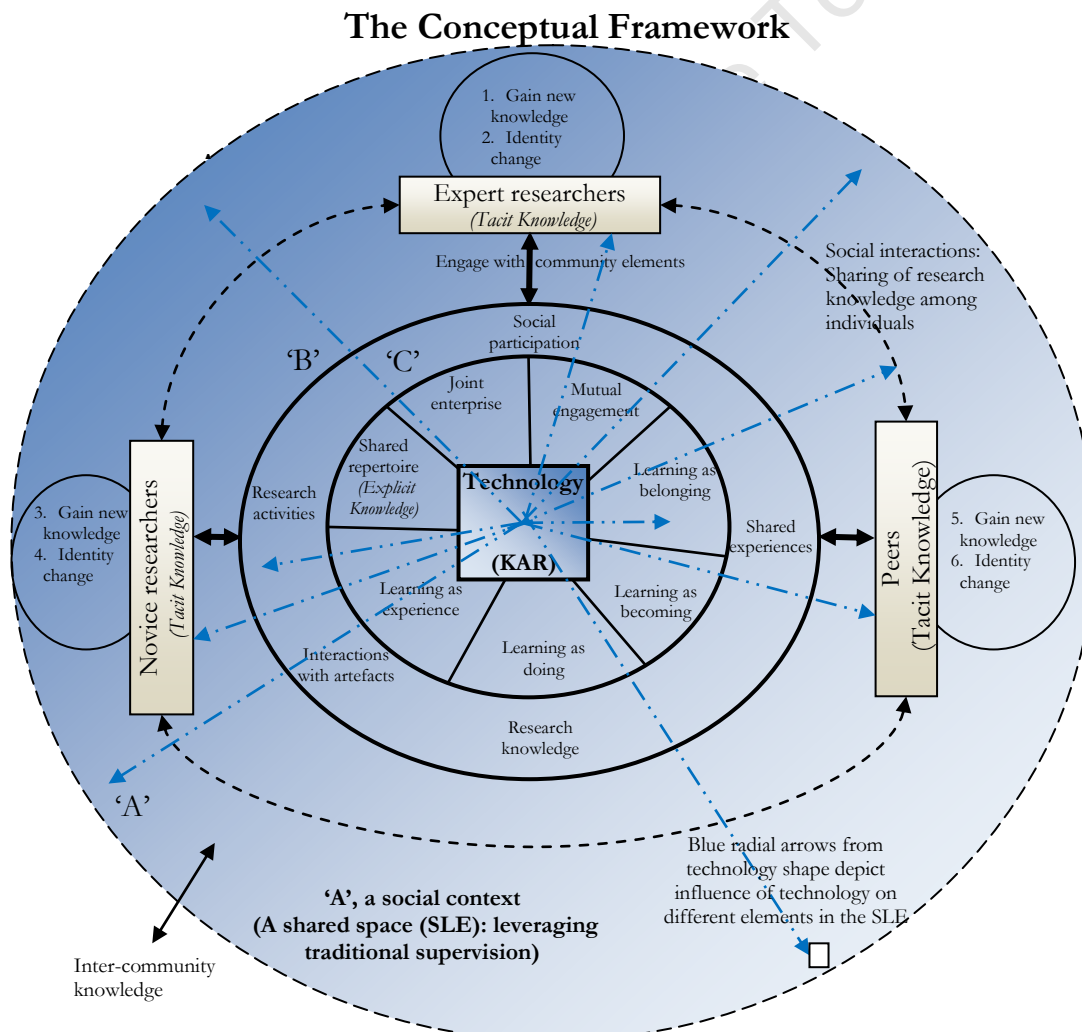 The Conceptual Framework
1. Gain new
knowledge
2. Identity
change
Expert researchers
(Tacit Knowledge)
Engage with community elements
Social interactions:
Sharing of research
knowledge among
individuals
Social
participation
'B'
'C'
Joint
enterprise
Mutual
engagement
Shared
repertoire
(Explicit
Knowledge)
Technology
(KAR)
Learning as
belonging
Research
activities
Shared
experiences
Novice researchers
(Tacit Knowledge)
3. Gain new
knowledge
4. Identity
change
Peers
(Tacit Knowledge)
5. Gain new
knowledge
6. Identity
change
Learning as
experience
Learning as
becoming
Learning as
doing
Interactions
with artefacts
Research
knowledge
'A'
Blue radial arrows from
technology shape depict
influence of technology on
different elements in the SLE
'A', a social context
(A shared space (SLE): leveraging
traditional supervision)
Inter-community
knowledge